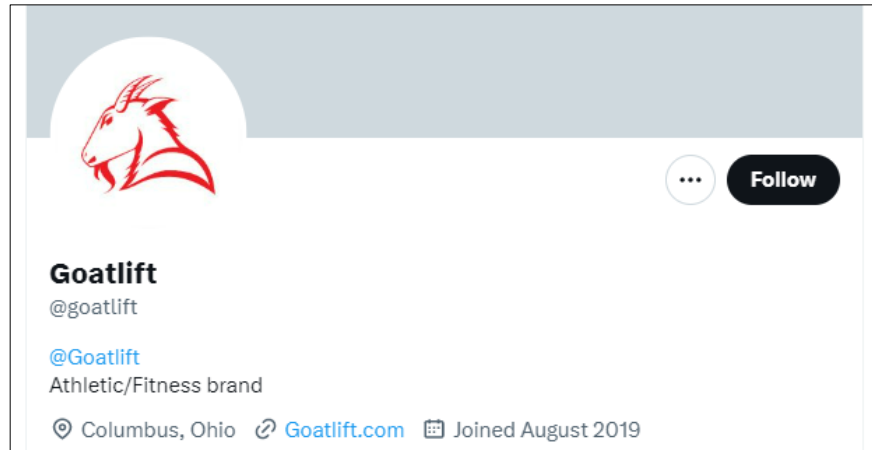 Follow
Goatlift
@goatlift
@Goatlift
Athletic/Fitness brand
Columbus, Ohio Goatlift.com Joined August 2019